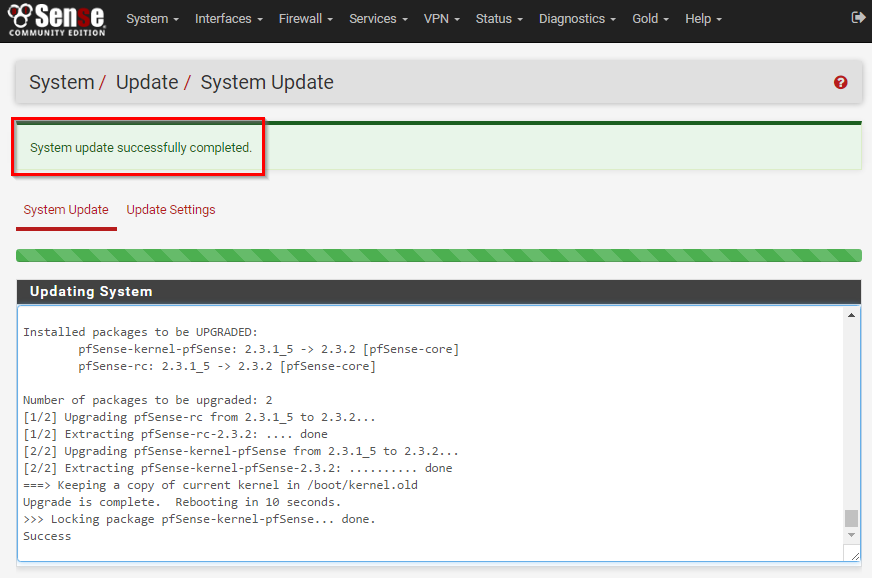 Sense
COMMUNITY EDITION
System Interfaces Firewall Services VPN Status Diagnostics Gold Help
System / Update / System Update
?
System update successfully completed.
System Update Update Settings
Updating System
Installed packages to be UPGRADED:
pfSense-kernel-pfSense: 2.3.1_5 -> 2.3.2 [pfSense-core]
pfSense-rc: 2.3.1_5 -> 2.3.2 [pfSense-core]
Number of packages to be upgraded: 2
[1/2] Upgrading pfSense-rc from 2.3.1_5 to 2.3.2...
[1/2] Extracting pfSense-rc-2.3.2: .... done
[2/2] Upgrading pfSense-kernel-pfSense from 2.3.1_5 to 2.3.2...
[2/2] Extracting pfSense-kernel-pfSense-2.3.2: .......... done
===> Keeping a copy of current kernel in /boot/kernel.old
Upgrade is complete.  Rebooting in 10 seconds.
>>> Locking package pfSense-kernel-pfSense... done.
Success